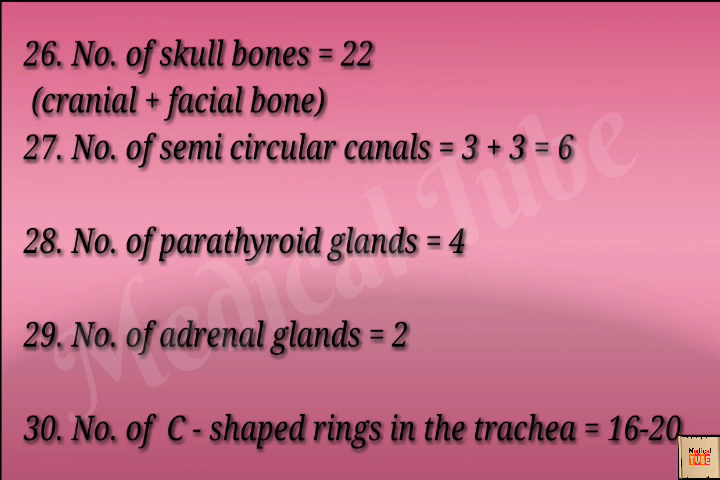 26. No. of skull bones = 22
(cranial + facial bone)
27. No. of semi circular canals = 3 + 3 = 6
28. No. of parathyroid glands = 4
29. No. of adrenal glands = 2
30. No. of C - shaped rings in the trachea = 16-20
Medical Tube
Medical
TUBE